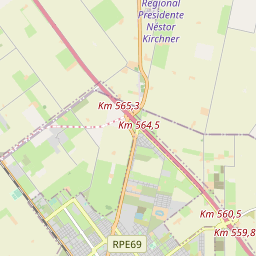 Regional
Presidente
Néstor
Kirchner
Km 565,3
Km 564,5
Km 560,5
Km 559,8
RPE69